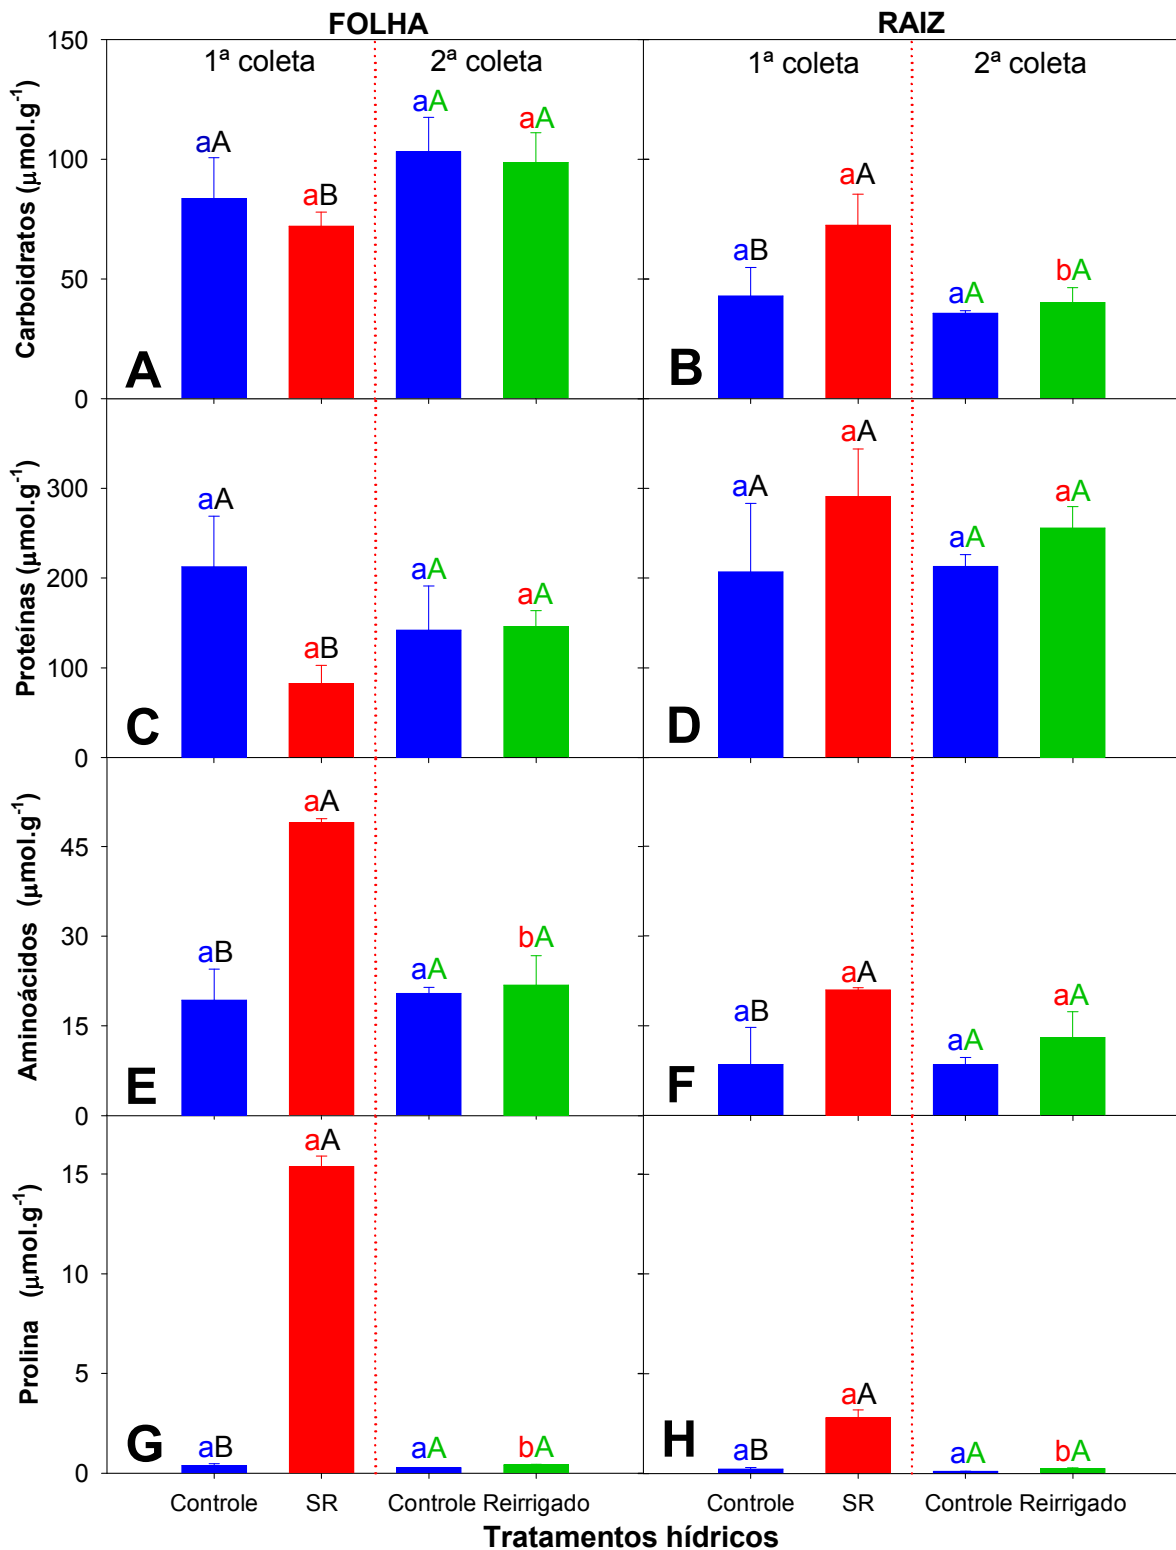 FOLHA RAIZ
1ª coleta 2ª coleta 1ª coleta 2ª coleta
Carboidratos (μmol.g⁻¹)
150
100
50
0
aA aB aA aA
A
aB aA aA bA
B
Proteínas (μmol.g⁻¹)
300
200
100
0
aA aB aA aA
C
aA aA aA aA
D
Aminoácidos (μmol.g⁻¹)
45
30
15
0
aB aA aA bA
E
aB aA aA aA
F
Prolina (μmol.g⁻¹)
15
10
5
0
aB aA aA bA
G
aB aA aA bA
H
Controle SR Controle Reirrigado Controle SR Controle Reirrigado
Tratamentos hídricos